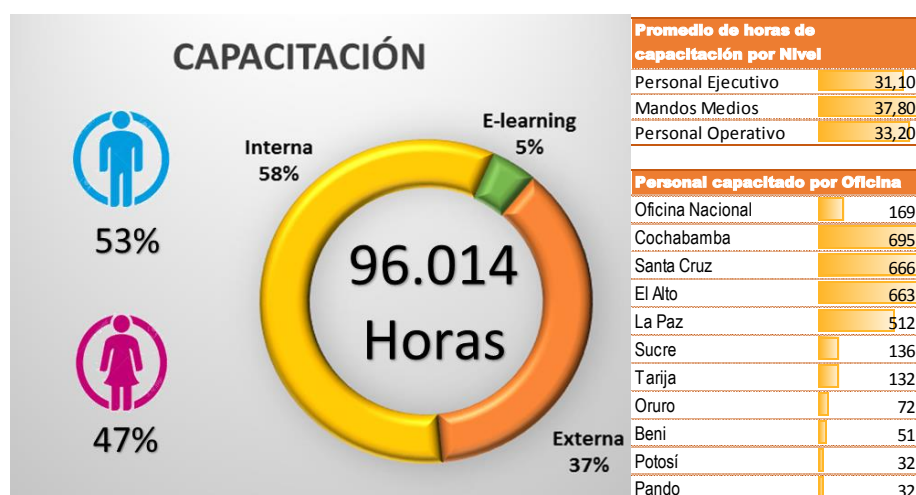 CAPACITACIÓN
53%
47%
Interna
58%
E-learning
5%
96.014
Horas
Externa
37%
Promedio de horas de
capacitación por Nivel
Personal Ejecutivo 31,10
Mandos Medios 37,80
Personal Operativo 33,20
Personal capacitado por Oficina
Oficina Nacional 169
Cochabamba 695
Santa Cruz 666
El Alto 663
La Paz 512
Sucre 136
Tarija 132
Oruro 72
Beni 51
Potosí 32
Pando 32